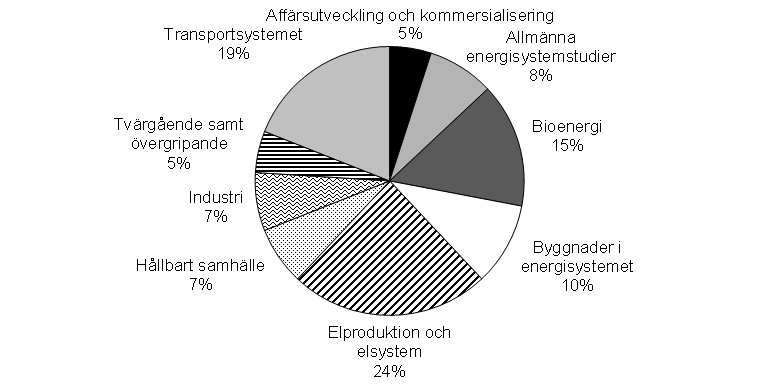 Affärsutveckling och kommersialisering
5%
Allmänna
energisystemstudier
8%
Bioenergi
15%
Byggnader i
energisystemet
10%
Elproduktion och
elsystem
24%
Hållbart samhälle
7%
Industri
7%
Tvärgående samt
övergripande
5%
Transportsystemet
19%